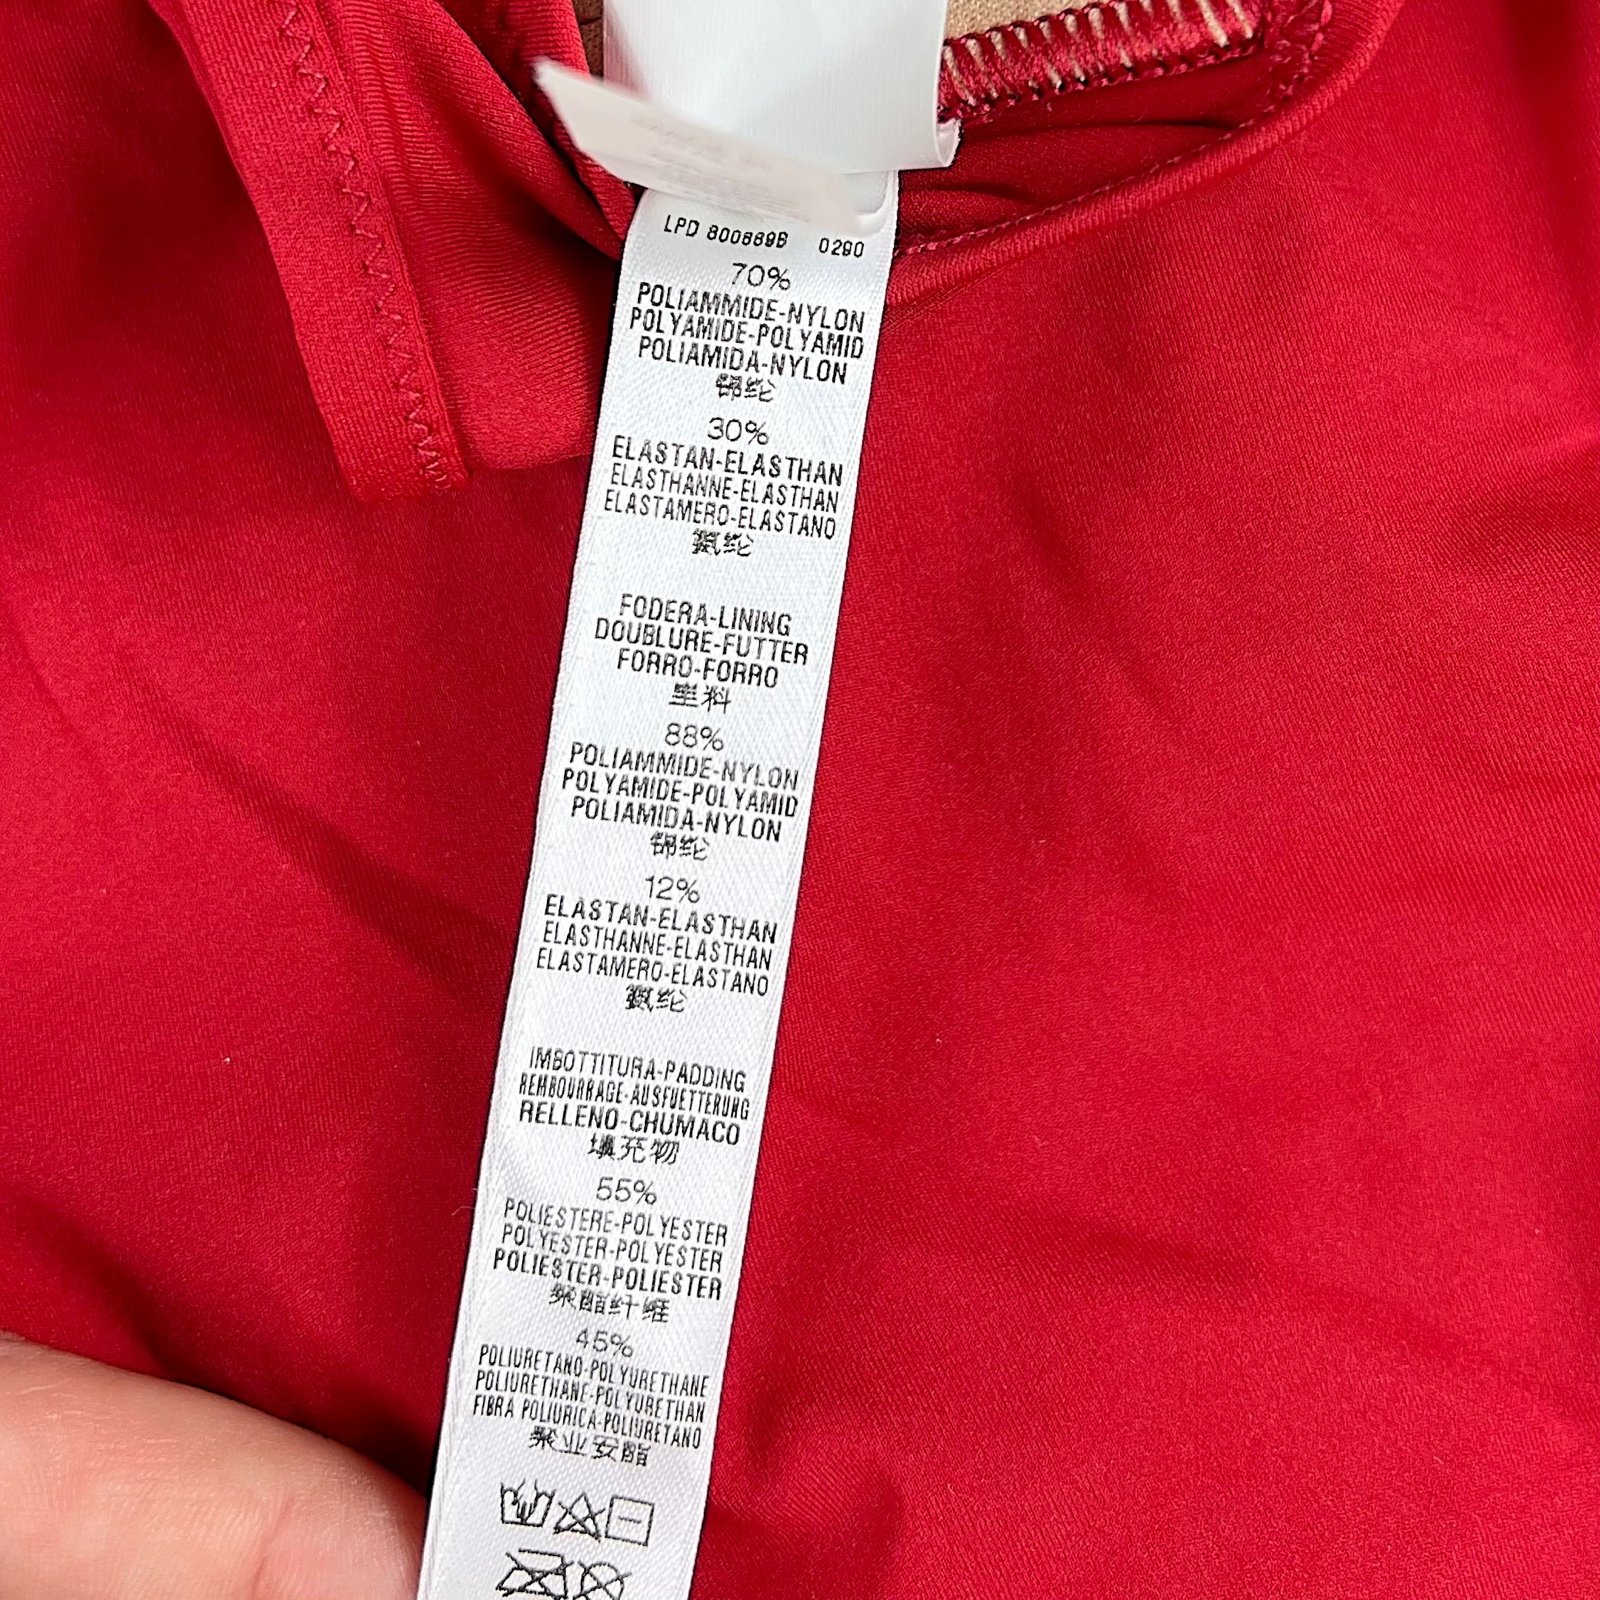 LPD 800889B 0290
70%
POLIAMMIDE-NYLON
POLYAMIDE-POLYAMID
POLIAMIDA-NYLON
锦纶
30%
ELASTAN-ELASTHAN
ELASTHANNE-ELASTHAN
ELASTAMERO-ELASTANO
氨纶
FODERA-LINING
DOUBLURE-FUTTER
FORRO-FORRO
里料
88%
POLIAMMIDE-NYLON
POLYAMIDE-POLYAMID
POLIAMIDA-NYLON
锦纶
12%
ELASTAN-ELASTHAN
ELASTHANNE-ELASTHAN
ELASTAMERO-ELASTANO
氨纶
IMBOTTITURA-PADDING
REMBOURRAGE-AUSFUETTERUNG
RELLENO-CHUMACO
填充物
55%
POLIESTERE-POLYESTER
POLYESTER-POLYESTER
POLIESTER-POLIESTER
聚酯纤维
45%
POLIURETANO-POLYURETHANE
POLIURETHANE-POLYURETHAN
FIBRA POLIURICA-POLIURETANO
聚业安酯